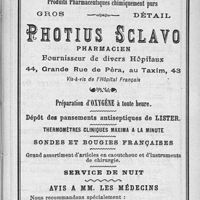 Produits Pharmaceutiques chimiquement purs
GROS DÉTAIL
PHOTIUS SCLAVO
PHARMACIEN
Fournisseur de divers Hôpitaux
44, Grande Rue de Péra, au Taxim, 43
Vis-à-vis de l'Hôpital Français
Préparation d'OXYGÈNE à toute heure.
Dépôt des pansements antiseptiques de LISTER.
THERMOMÈTRES CLINIQUES MAXIMA A LA MINUTE
SONDES ET BOUGIES FRANÇAISES
Grand assortiment d'articles en caoutchouc et d'instruments
de chirurgie.
SERVICE DE NUIT
AVIS A MM. LES MÉDECINS
Nous recommandons spécialement :